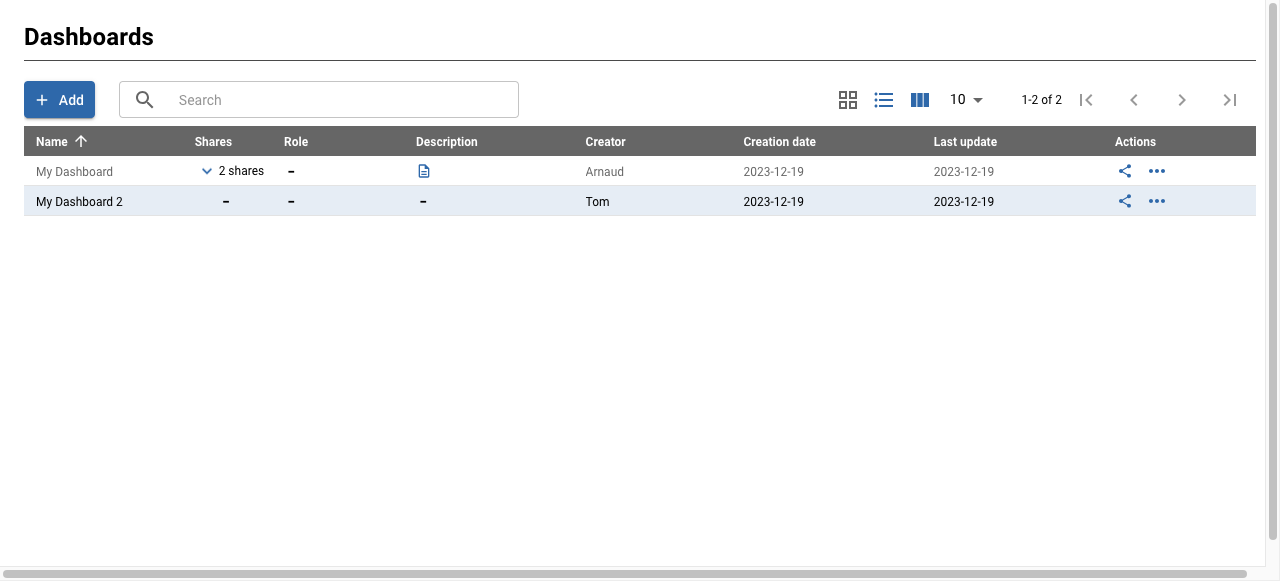 Dashboards
Add
Search
10
1-2 of 2
Name Shares Role Description Creator Creation date Last update Actions
My Dashboard 2 shares - Arnaud 2023-12-19 2023-12-19
My Dashboard 2 - - - Tom 2023-12-19 2023-12-19